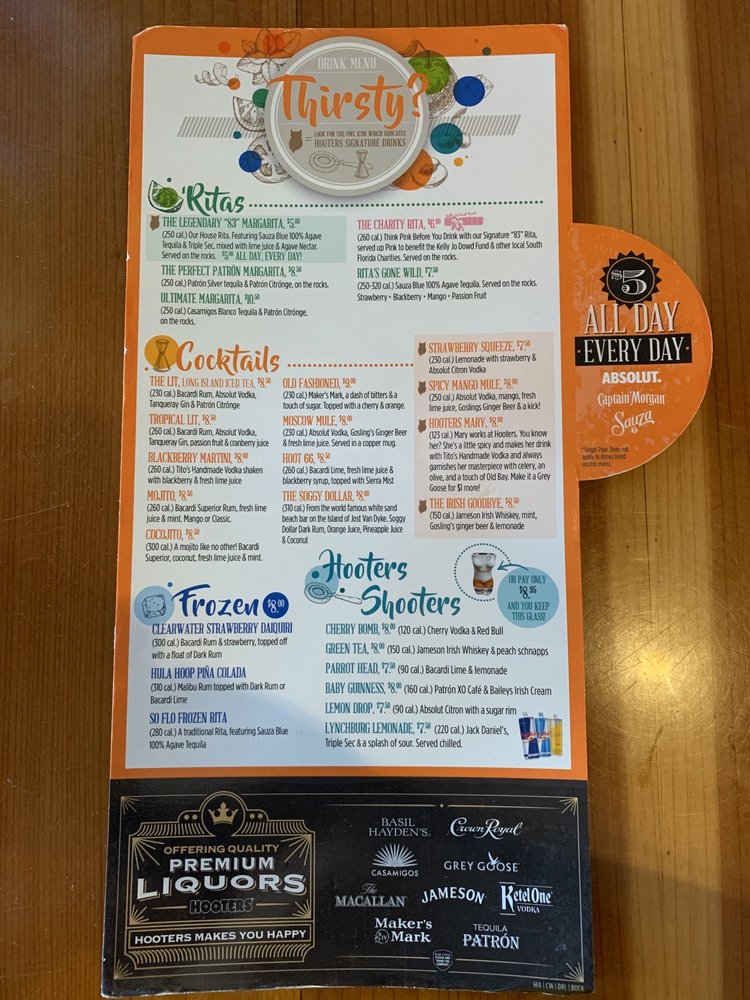 DRINK MENU
Thirsty?
= LOOK FOR THE OWL ICON WHICH INDICATES
HOOTERS SIGNATURE DRINKS
'Ritas
THE LEGENDARY "83" MARGARITA, $5.00
(250 cal.) Our House Rita. Featuring Sauza Blue 100% Agave
Tequila & Triple Sec, mixed with lime juice & Agave Nectar.
Served on the rocks. $5.00 ALL DAY, EVERY DAY!
THE PERFECT PATRÓN MARGARITA, $8.50
(250 cal.) Patrón Silver tequila & Patrón Citrónge, on the rocks.
ULTIMATE MARGARITA, $10.50
(250 cal.) Casamigos Blanco Tequila & Patrón Citrónge,
on the rocks.
THE CHARITY RITA, $6.00
(260 cal.) Think Pink Before You Drink with our Signature "83" Rita,
served up Pink to benefit the Kelly Jo Dowd Fund & other local South
Florida Charities. Served on the rocks.
RITA'S GONE WILD, $7.50
(250-320 cal.) Sauza Blue 100% Agave Tequila. Served on the rocks.
Strawberry • Blackberry • Mango • Passion Fruit
$5
ALL DAY
·EVERY DAY·
ABSOLUT.
Captain Morgan
Sauza
*Single Pour. Does not
apply to drinks listed
on this menu.
Cocktails
THE LIT, LONG ISLAND ICED TEA, $8.50
(230 cal.) Bacardi Rum, Absolut Vodka,
Tanqueray Gin & Patrón Citrónge
TROPICAL LIT, $8.50
(260 cal.) Bacardi Rum, Absolut Vodka,
Tanqueray Gin, passion fruit & cranberry juice
BLACKBERRY MARTINI, $8.00
(260 cal.) Tito's Handmade Vodka shaken
with blackberry & fresh lime juice
MOJITO, $8.50
(260 cal.) Bacardi Superior Rum, fresh lime
juice & mint. Mango or Classic.
COCOJITO, $8.50
(300 cal.) A mojito like no other! Bacardi
Superior, coconut, fresh lime juice & mint.
OLD FASHIONED, $9.00
(230 cal.) Maker's Mark, a dash of bitters & a
touch of sugar. Topped with a cherry & orange.
MOSCOW MULE, $8.00
(230 cal.) Absolut Vodka, Gosling's Ginger Beer
& fresh lime juice. Served in a copper mug.
HOOT 66, $8.50
(260 cal.) Bacardi Lime, fresh lime juice &
blackberry syrup, topped with Sierra Mist
THE SOGGY DOLLAR, $8.00
(310 cal.) From the world famous white sand
beach bar on the Island of Jost Van Dyke. Soggy
Dollar Dark Rum, Orange Juice, Pineapple Juice
& Coconut
STRAWBERRY SQUEEZE, $7.50
(230 cal.) Lemonade with strawberry &
Absolut Citron Vodka
SPICY MANGO MULE, $8.00
(250 cal.) Absolut Vodka, mango, fresh
lime juice, Goslings Ginger Beer & a kick!
HOOTERS MARY, $8.00
(123 cal.) Mary works at Hooters. You know
her? She's a little spicy and makes her drink
with Tito's Handmade Vodka and always
garnishes her masterpiece with celery, an
olive, and a touch of Old Bay. Make it a Grey
Goose for $1 more!
THE IRISH GOODBYE, $8.50
(150 cal.) Jameson Irish Whiskey, mint,
Gosling's ginger beer & lemonade
Frozen $8.00
CLEARWATER STRAWBERRY DAIQUIRI
(300 cal.) Bacardi Rum & strawberry, topped off
with a float of Dark Rum
HULA HOOP PIÑA COLADA
(310 cal.) Malibu Rum topped with Dark Rum or
Bacardi Lime
SO FLO FROZEN RITA
(280 cal.) A traditional Rita, featuring Sauza Blue
100% Agave Tequila
Hooters
Shooters
OR PAY ONLY
$8.95
AND YOU KEEP
THIS GLASS!
CHERRY BOMB, $8.00 (120 cal.) Cherry Vodka & Red Bull
GREEN TEA, $8.00 (150 cal.) Jameson Irish Whiskey & peach schnapps
PARROT HEAD, $7.50 (90 cal.) Bacardi Lime & lemonade
BABY GUINNESS, $8.00 (160 cal.) Patrón XO Café & Baileys Irish Cream
LEMON DROP, $7.50 (90 cal.) Absolut Citron with a sugar rim
LYNCHBURG LEMONADE, $7.50 (220 cal.) Jack Daniel's,
Triple Sec & a splash of sour. Served chilled.
OFFERING QUALITY
PREMIUM
LIQUORS
HOOTERS
HOOTERS MAKES YOU HAPPY
BASIL
HAYDEN'S.
Crown Royal
CASAMIGOS
GREY GOOSE
The
MACALLAN
JAMESON
Ketel One
VODKA
Maker's
Mark
TEQUILA
PATRÓN
HIA | CW | DRL | BOCA